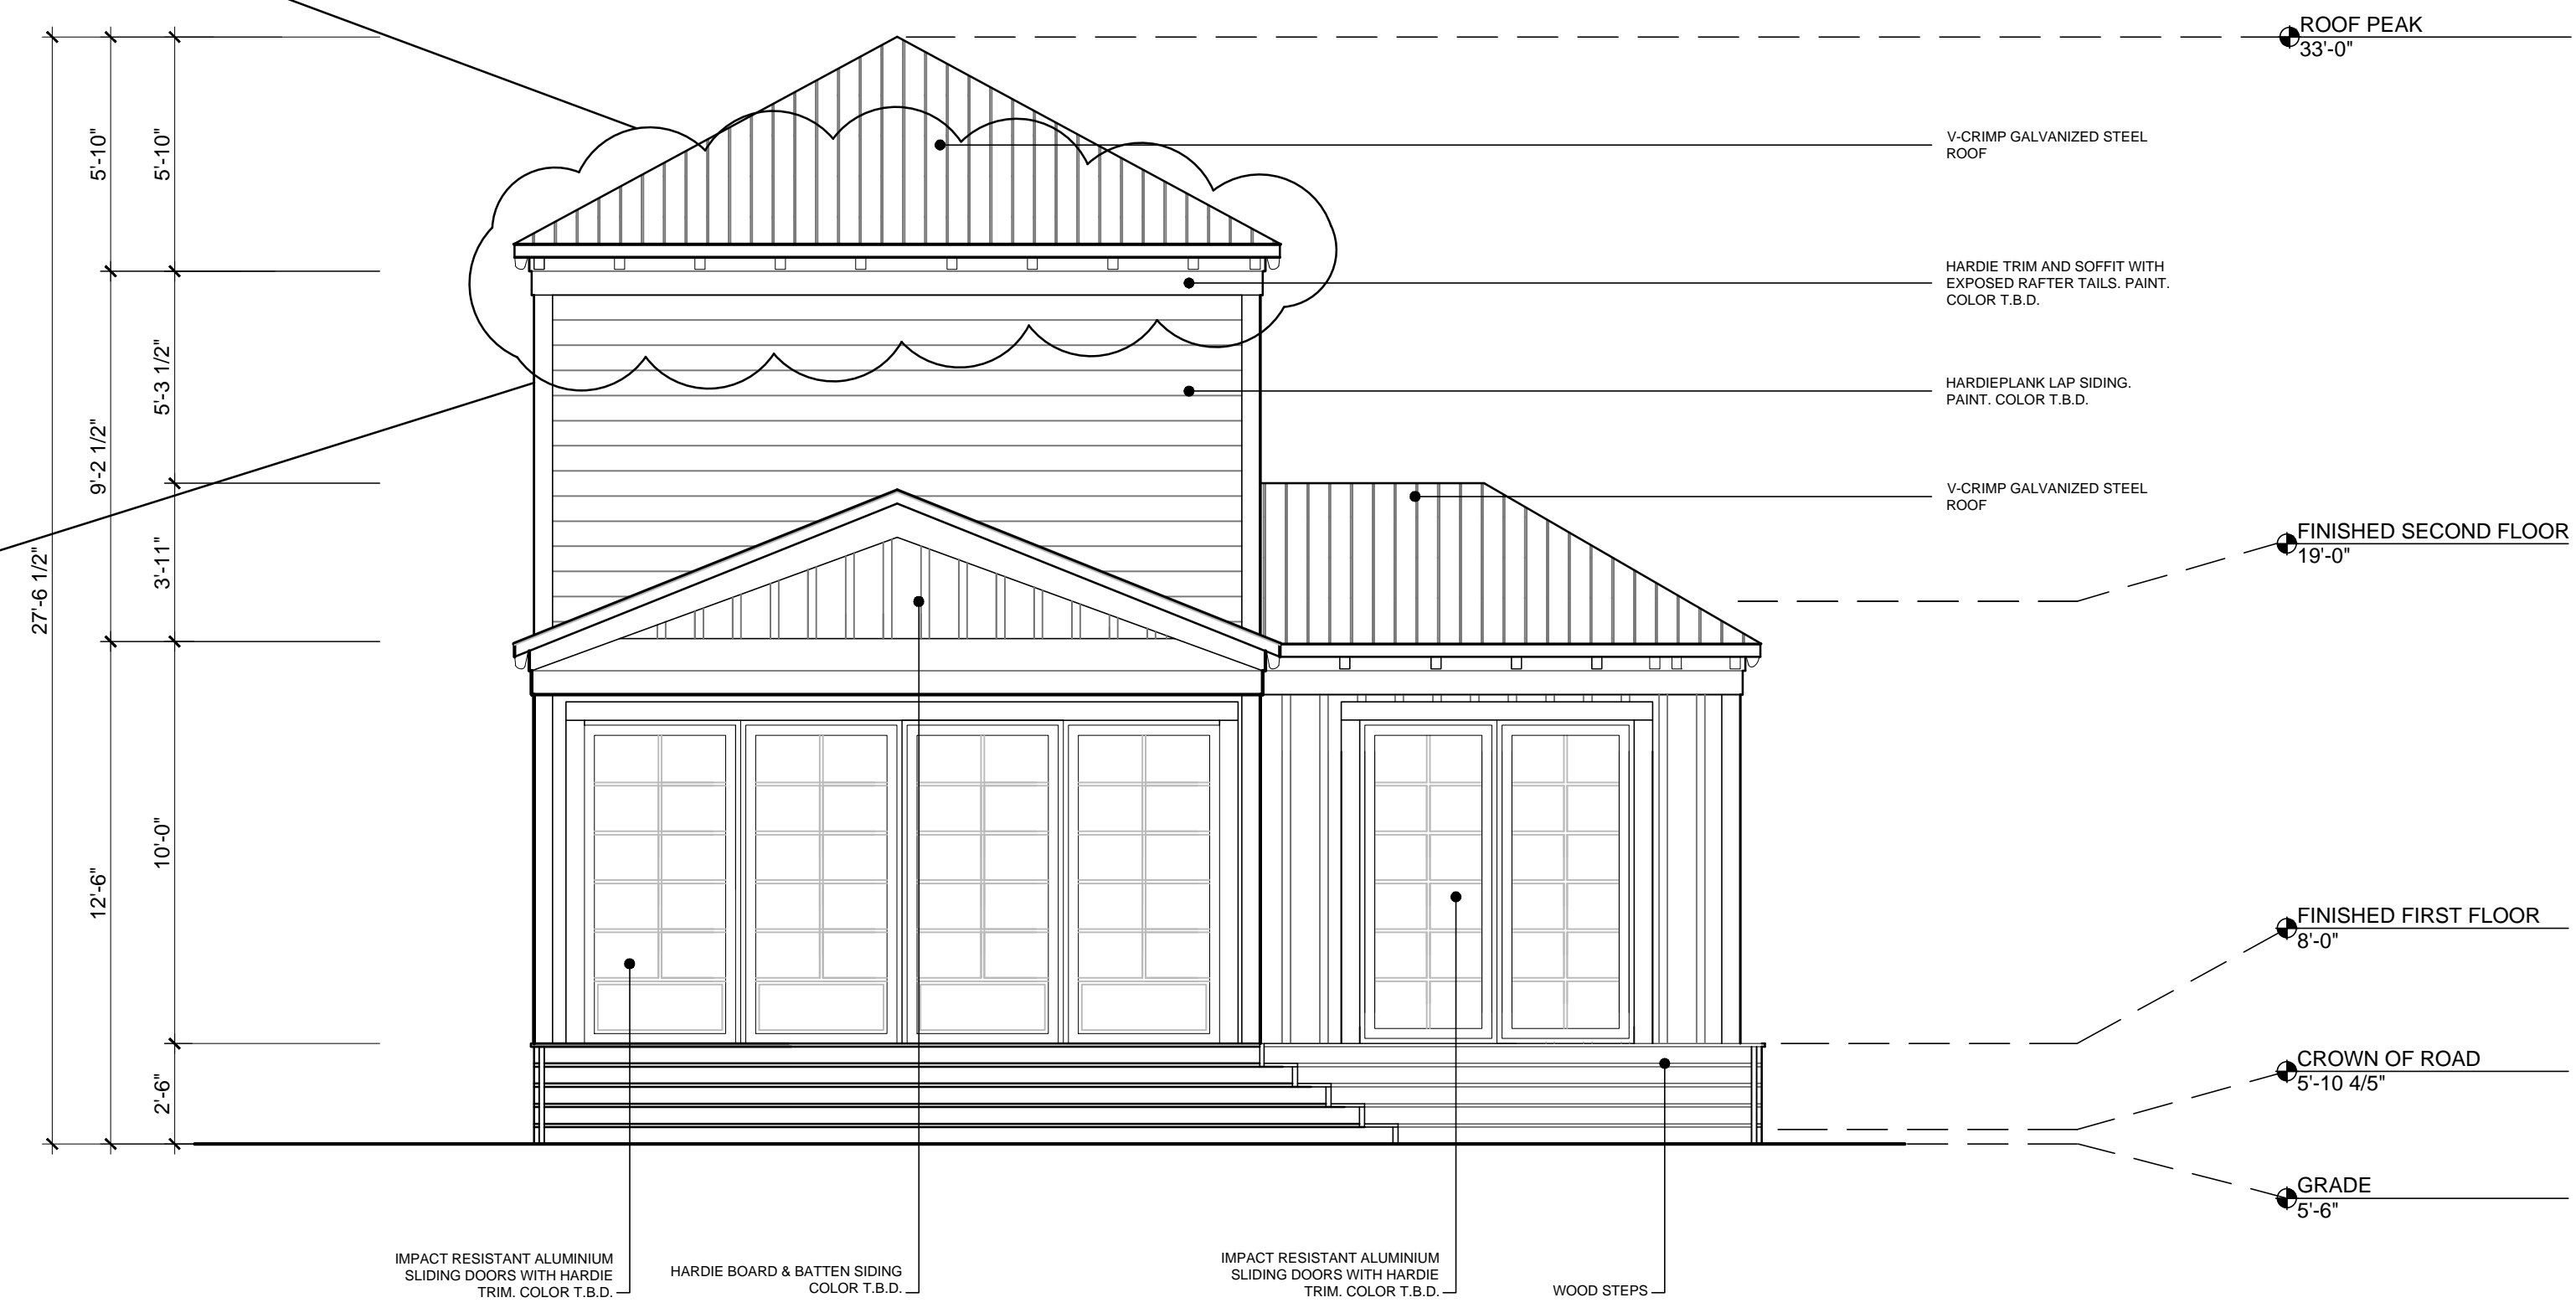 ROOF PEAK
33'-0"
V-CRIMP GALVANIZED STEEL
ROOF
HARDIE TRIM AND SOFFIT WITH
EXPOSED RAFTER TAILS. PAINT.
COLOR T.B.D.
HARDIEPLANK LAP SIDING.
PAINT. COLOR T.B.D.
V-CRIMP GALVANIZED STEEL
ROOF
FINISHED SECOND FLOOR
19'-0"
FINISHED FIRST FLOOR
8'-0"
CROWN OF ROAD
5'-10 4/5"
GRADE
5'-6"
27'-6 1/2"
5'-10"
9'-2 1/2"
12'-6"
5'-10"
5'-3 1/2"
3'-11"
10'-0"
2'-6"
IMPACT RESISTANT ALUMINIUM
SLIDING DOORS WITH HARDIE
TRIM. COLOR T.B.D.
HARDIE BOARD & BATTEN SIDING
COLOR T.B.D.
IMPACT RESISTANT ALUMINIUM
SLIDING DOORS WITH HARDIE
TRIM. COLOR T.B.D.
WOOD STEPS